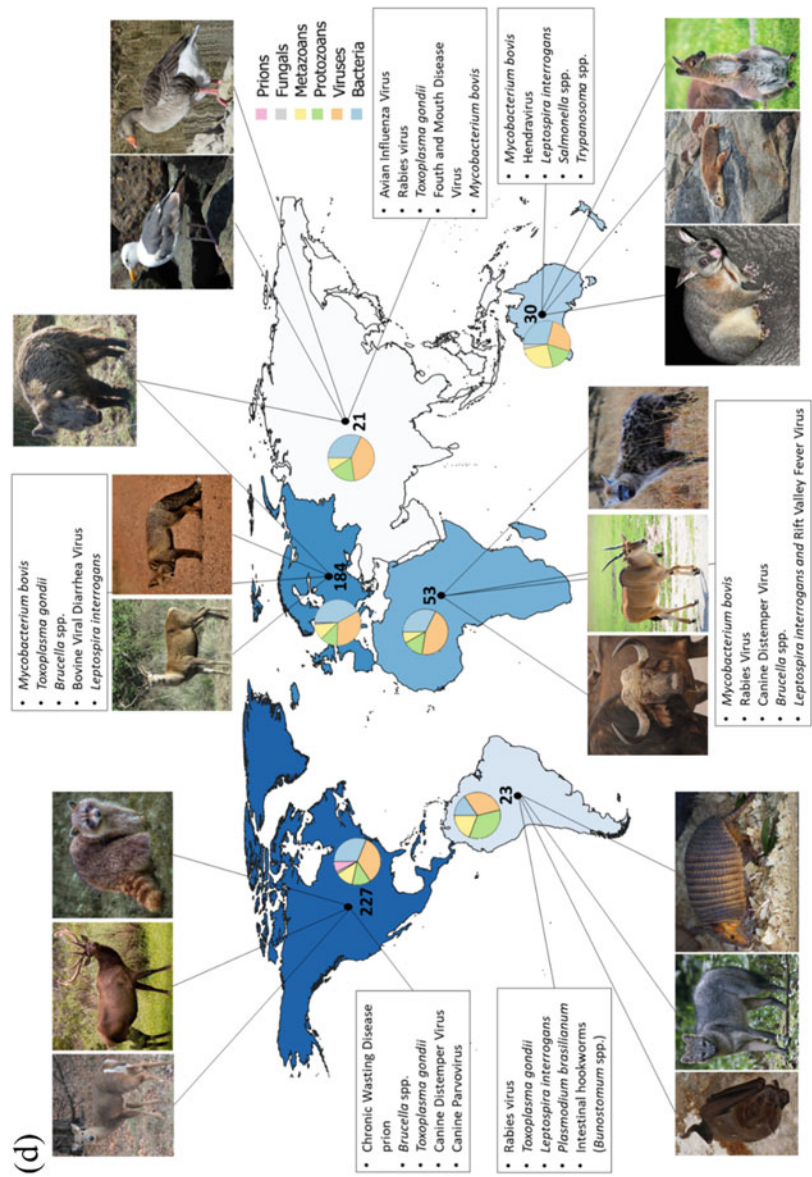 (d)
• Chronic Wasting Disease
prion
• Brucella spp.
• Toxoplasma gondii
• Canine Distemper Virus
• Canine Parvovirus
227
• Rabies virus
• Toxoplasma gondii
• Leptospira interrogans
• Plasmodium brasilianum
• Intestinal hookworms
(Bunostomum spp.)
23
• Mycobacterium bovis
• Toxoplasma gondii
• Brucella spp.
• Bovine Viral Diarrhea Virus
• Leptospira interrogans
184
53
• Mycobacterium bovis
• Rabies Virus
• Canine Distemper Virus
• Brucella spp.
• Leptospira interrogans and Rift Valley Fever Virus
21
• Avian Influenza Virus
• Rabies virus
• Toxoplasma gondii
• Fouth and Mouth Disease
Virus
• Mycobacterium bovis
30
• Mycobacterium bovis
• Hendravirus
• Leptospira interrogans
• Salmonella spp.
• Trypanosoma spp.
Prions
Fungals
Metazoans
Protozoans
Viruses
Bacteria